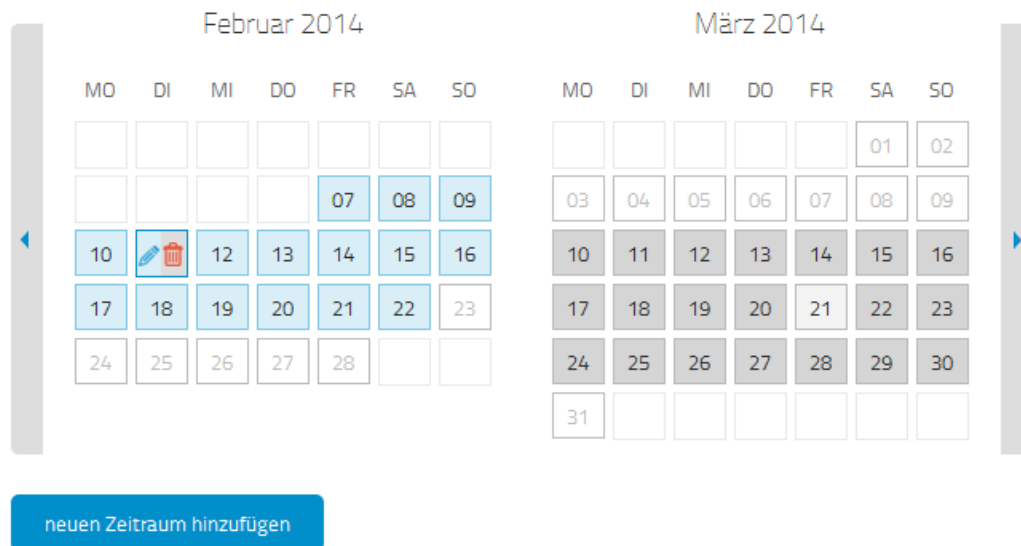 Februar 2014
MO DI MI DO FR SA SO
07 08 09
10 12 13 14 15 16
17 18 19 20 21 22 23
24 25 26 27 28
März 2014
MO DI MI DO FR SA SO
01 02
03 04 05 06 07 08 09
10 11 12 13 14 15 16
17 18 19 20 21 22 23
24 25 26 27 28 29 30
31
neuen Zeitraum hinzufügen